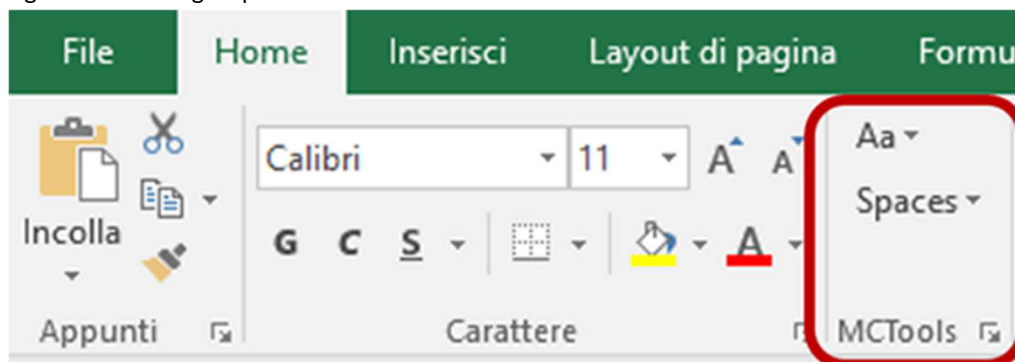 File Home Inserisci Layout di pagina Formu
Calibri 11 A A Aa
Incolla G C S A Spaces
Appunti Carattere MCTools